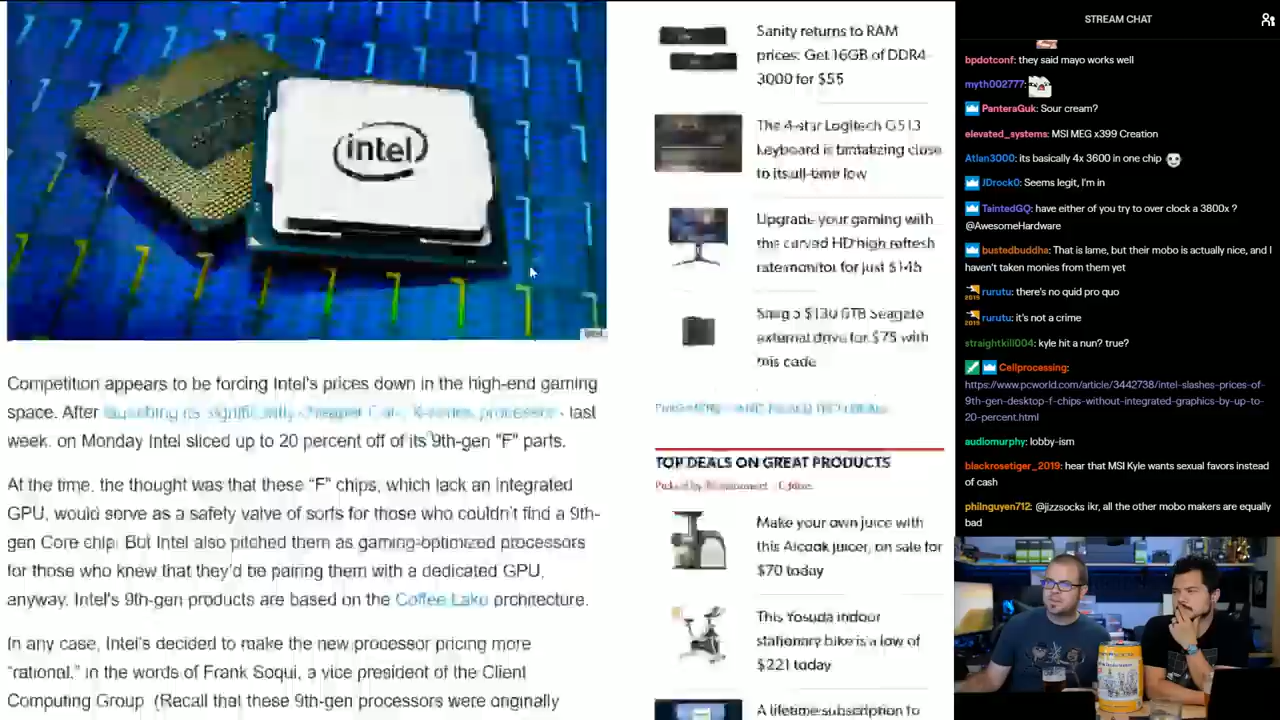 intel
Competition appears to be forcing Intel's prices down in the high-end gaming
space. After launching its significantly cheaper Core X-series processors last
week, on Monday Intel sliced up to 20 percent off of its 9th-gen "F" parts.
At the time, the thought was that these "F" chips, which lack an integrated
GPU, would serve as a safety valve of sorts for those who couldn't find a 9th-
gen Core chip. But Intel also pitched them as gaming-optimized processors
for those who knew that they'd be pairing them with a dedicated GPU,
anyway. Intel's 9th-gen products are based on the Coffee Lake architecture.
In any case, Intel's decided to make the new processor pricing more
"rational," in the words of Frank Soqui, a vice president of the Client
Computing Group (Recall that these 9th-gen processors were originally
Sanity returns to RAM
prices: Get 16GB of DDR4-
3000 for $55
The 4-star Logitech G513
keyboard is tantalizing close
to its all-time low
Upgrade your gaming with
the curved HD high refresh
rate monitor for just
Seagate
external drive for $75 with
this code
TOP DEALS ON GREAT PRODUCTS
Make your own juice with
this Aicook juicer, on sale for
$70 today
This Yosuda indoor
stationary bike is a low of
$221 today
A lifetime subscription to
STREAM CHAT
bpdotconf: they said mayo works well
myth002777:
PanteraGuk: Sour cream?
elevated_systems: MSI MEG x399 Creation
Atlan3000: its basically 4x 3600 in one chip
JDrock0: Seems legit, I'm in
TaintedGQ: have either of you try to over clock a 3800x ?
@AwesomeHardware
bustedbuddha: That is lame, but their mobo is actually nice, and I
haven't taken monies from them yet
rurutu: there's no quid pro quo
rurutu: it's not a crime
straightkill004: kyle hit a nun? true?
Cellprocessing:
https://www.pcworld.com/article/3442738/intel-slashes-prices-of-
9th-gen-desktop-f-chips-without-integrated-graphics-by-up-to-
20-percent.html
audiomurphy: lobby-ism
blackrosetiger_2019: hear that MSI Kyle wants sexual favors instead
of cash
philnguyen712: @jizzsocks ikr, all the other mobo makers are equally
bad